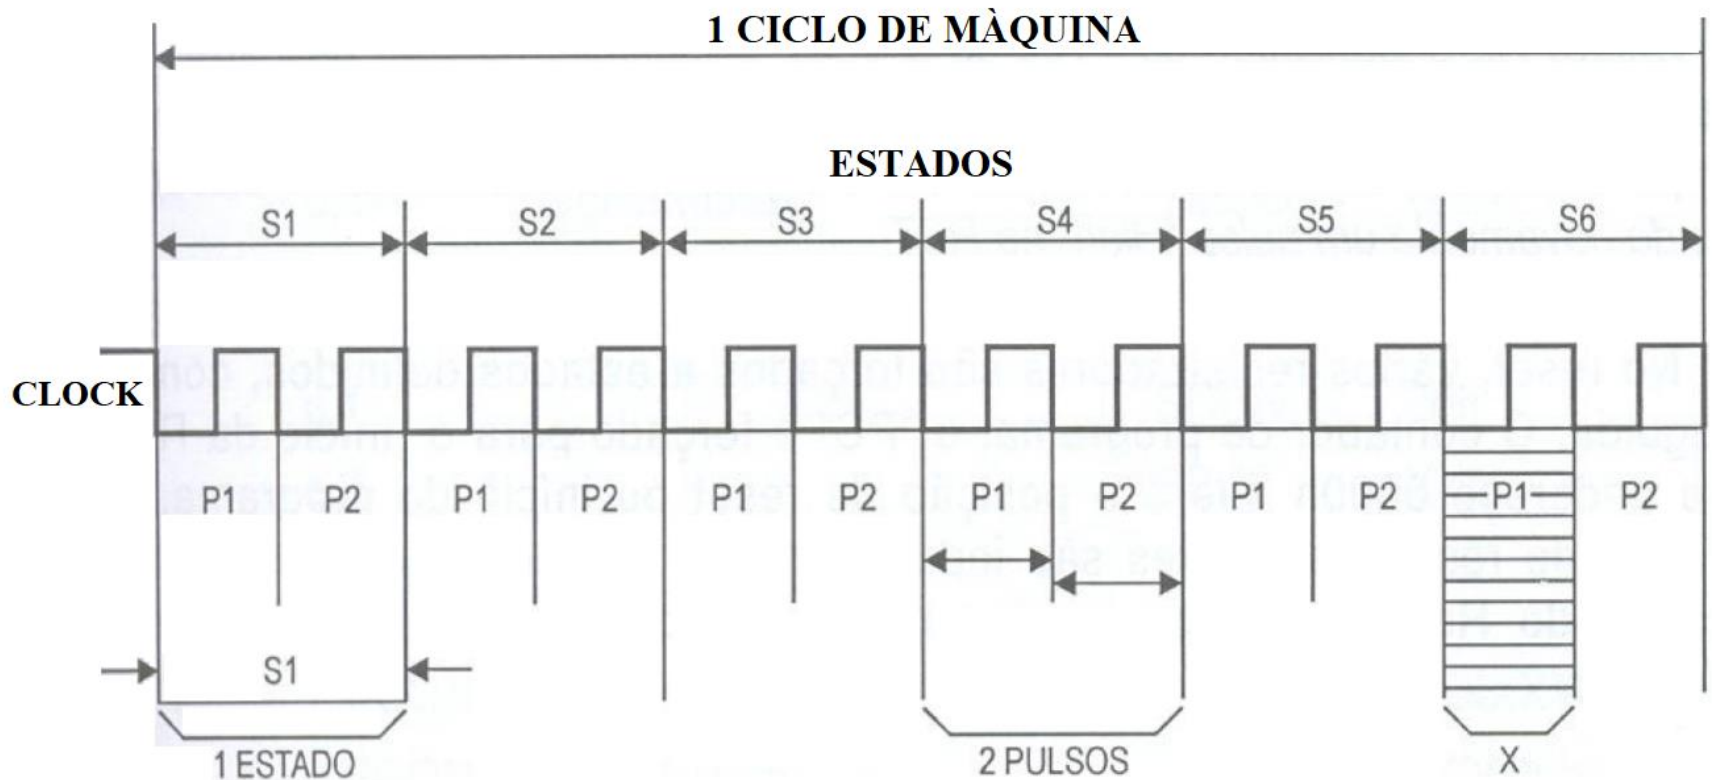 1 CICLO DE MÀQUINA
ESTADOS
S1 S2 S3 S4 S5 S6
CLOCK
P1 P2 P1 P2 P1 P2 P1 P2 P1 P2 P1 P2
S1
1 ESTADO 2 PULSOS X